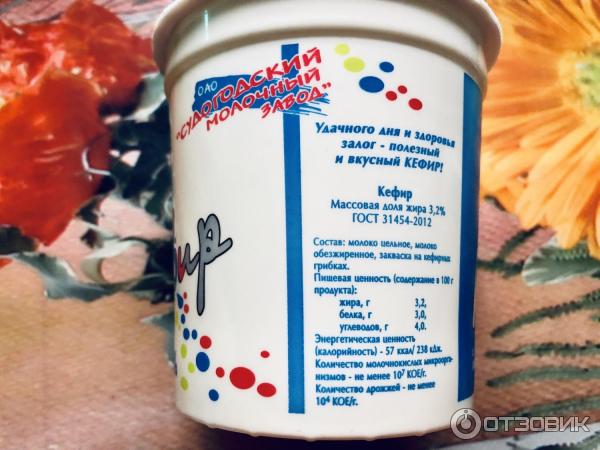 ОАО
"СУДОГОДСКИЙ
МОЛОЧНЫЙ
ЗАВОД"
Удачного дня и здоровья
залог - полезный
и вкусный КЕФИР!
Кефир
Массовая доля жира 3,2%
ГОСТ 31454-2012
Состав: молоко цельное, молоко
обезжиренное, закваска на кефирных
грибках.
Пищевая ценность (содержание в 100 г
продукта):
жира, г 3,2,
белка, г 3,0,
углеводов, г 4,0.
Энергетическая ценность
(калорийность) - 57 ккал/ 238 кДж.
Количество молочнокислых микроорга-
низмов - не менее 10⁷ КОЕ/г.
Количество дрожжей - не менее
10⁴ КОЕ/г.
ир
ОТЗОВИК